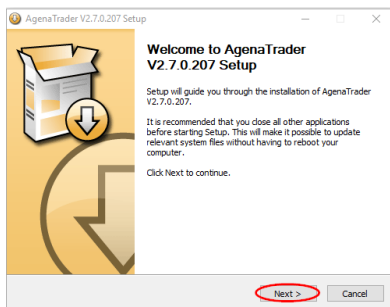 AgenaTrader V2.7.0.207 Setup
Welcome to AgenaTrader
V2.7.0.207 Setup
Setup will guide you through the installation of AgenaTrader
V2.7.0.207.
It is recommended that you close all other applications
before starting Setup. This will make it possible to update
relevant system files without having to reboot your
computer.
Click Next to continue.
Next >
Cancel